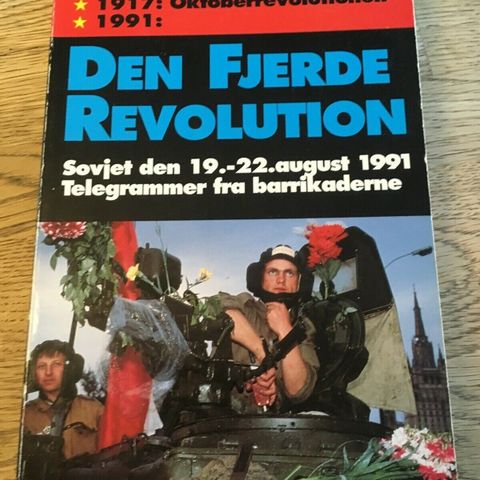 ★ 1917: Oktoberrevolutionen
★ 1991:
DEN FJERDE
REVOLUTION
Sovjet den 19.-22.august 1991
Telegrammer fra barrikaderne